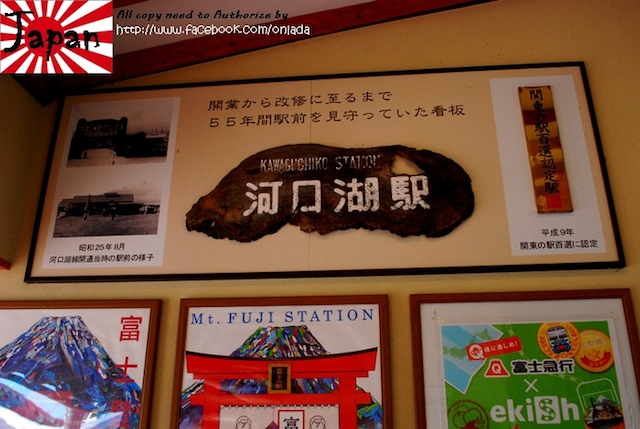 All copy need to Authorize by
http://www.facebook.com/onlada
Japan
開業から改修に至るまで
55年間駅前を見守っていた看板
KAWAGUCHIKO STATION
河口湖駅
昭和25年8月
河口湖線開通当時の駅前の様子
関東の駅百選認定駅
平成9年
関東の駅百選に認定
富士
Mt. FUJI STATION
富
富士急行
×
ekiSh